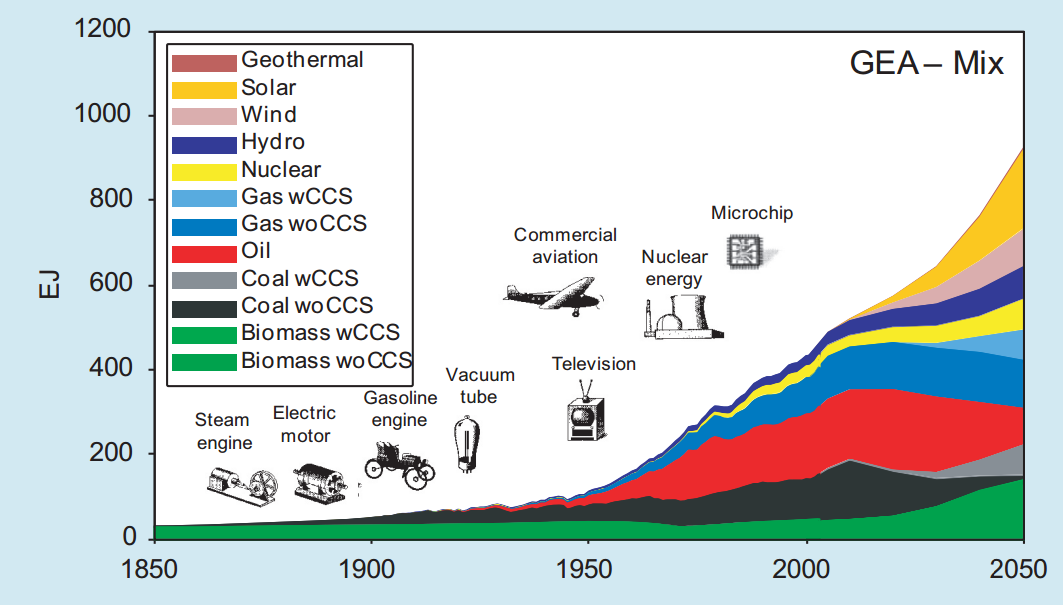 1200
1000
800
600
400
200
0
EJ
1850
1900
1950
2000
2050
GEA – Mix
Geothermal
Solar
Wind
Hydro
Nuclear
Gas wCCS
Gas woCCS
Oil
Coal wCCS
Coal woCCS
Biomass wCCS
Biomass woCCS
Steam
engine
Electric
motor
Gasoline
engine
Vacuum
tube
Commercial
aviation
Television
Nuclear
energy
Microchip